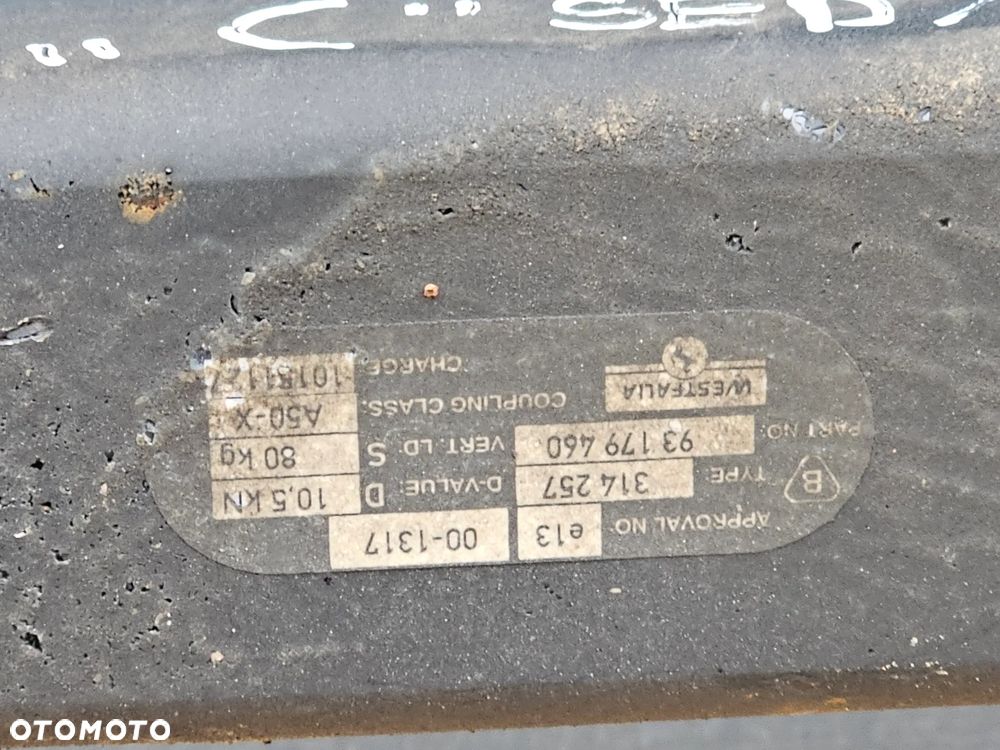 "C" SED
APPROVAL NO: e13 00-1317
B TYPE: 314 257 D-VALUE: D 10,5 kN
PART NO: 93 179 460 VERT. LD S 80 kg
WESTFALIA COUPLING CLASS: A50-X
CHARGE:
OTOMOTO